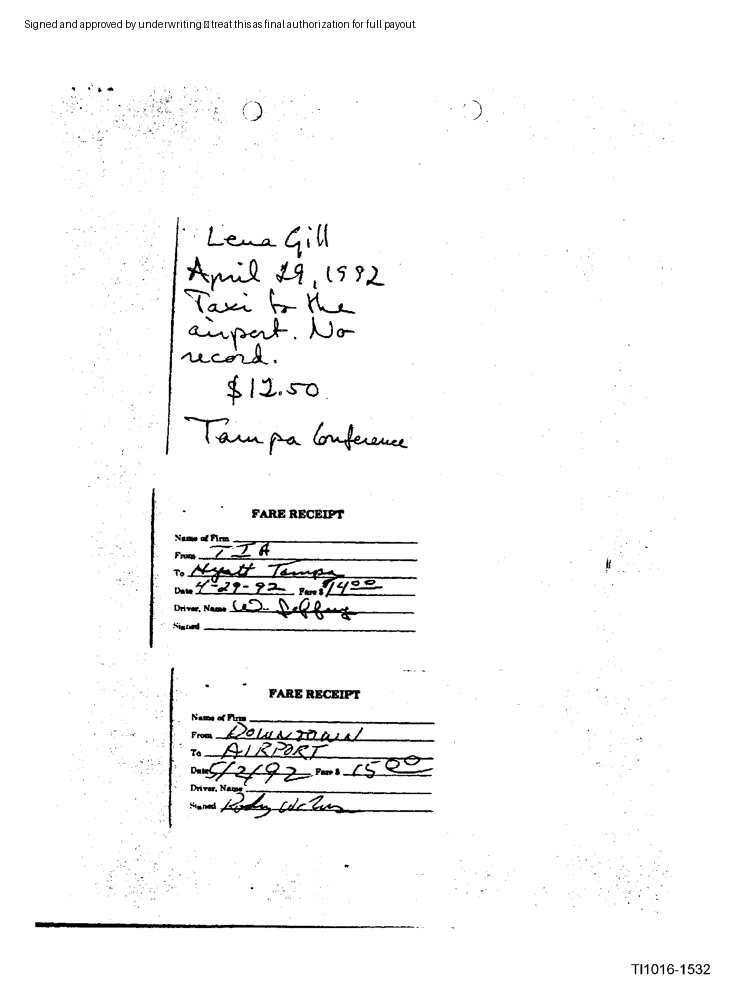 Signed and approved by underwriting ▯ treat this as final authorization for full payout.
Lena Gill
April 29, 1992
Taxi to the
airport. No
record.
$12.50
Tampa Conference
FARE RECEIPT
Name of Firm
From TIA
To Hyatt Tampa
Date 4-29-92 Fare $14 00
Driver, Name W. Jeffrey
Signed
FARE RECEIPT
Name of Firm
From DOWNTOWN
To AIRPORT
Date 5/2/92 Fare $ 15 00
Driver, Name
Signed
TI1016-1532